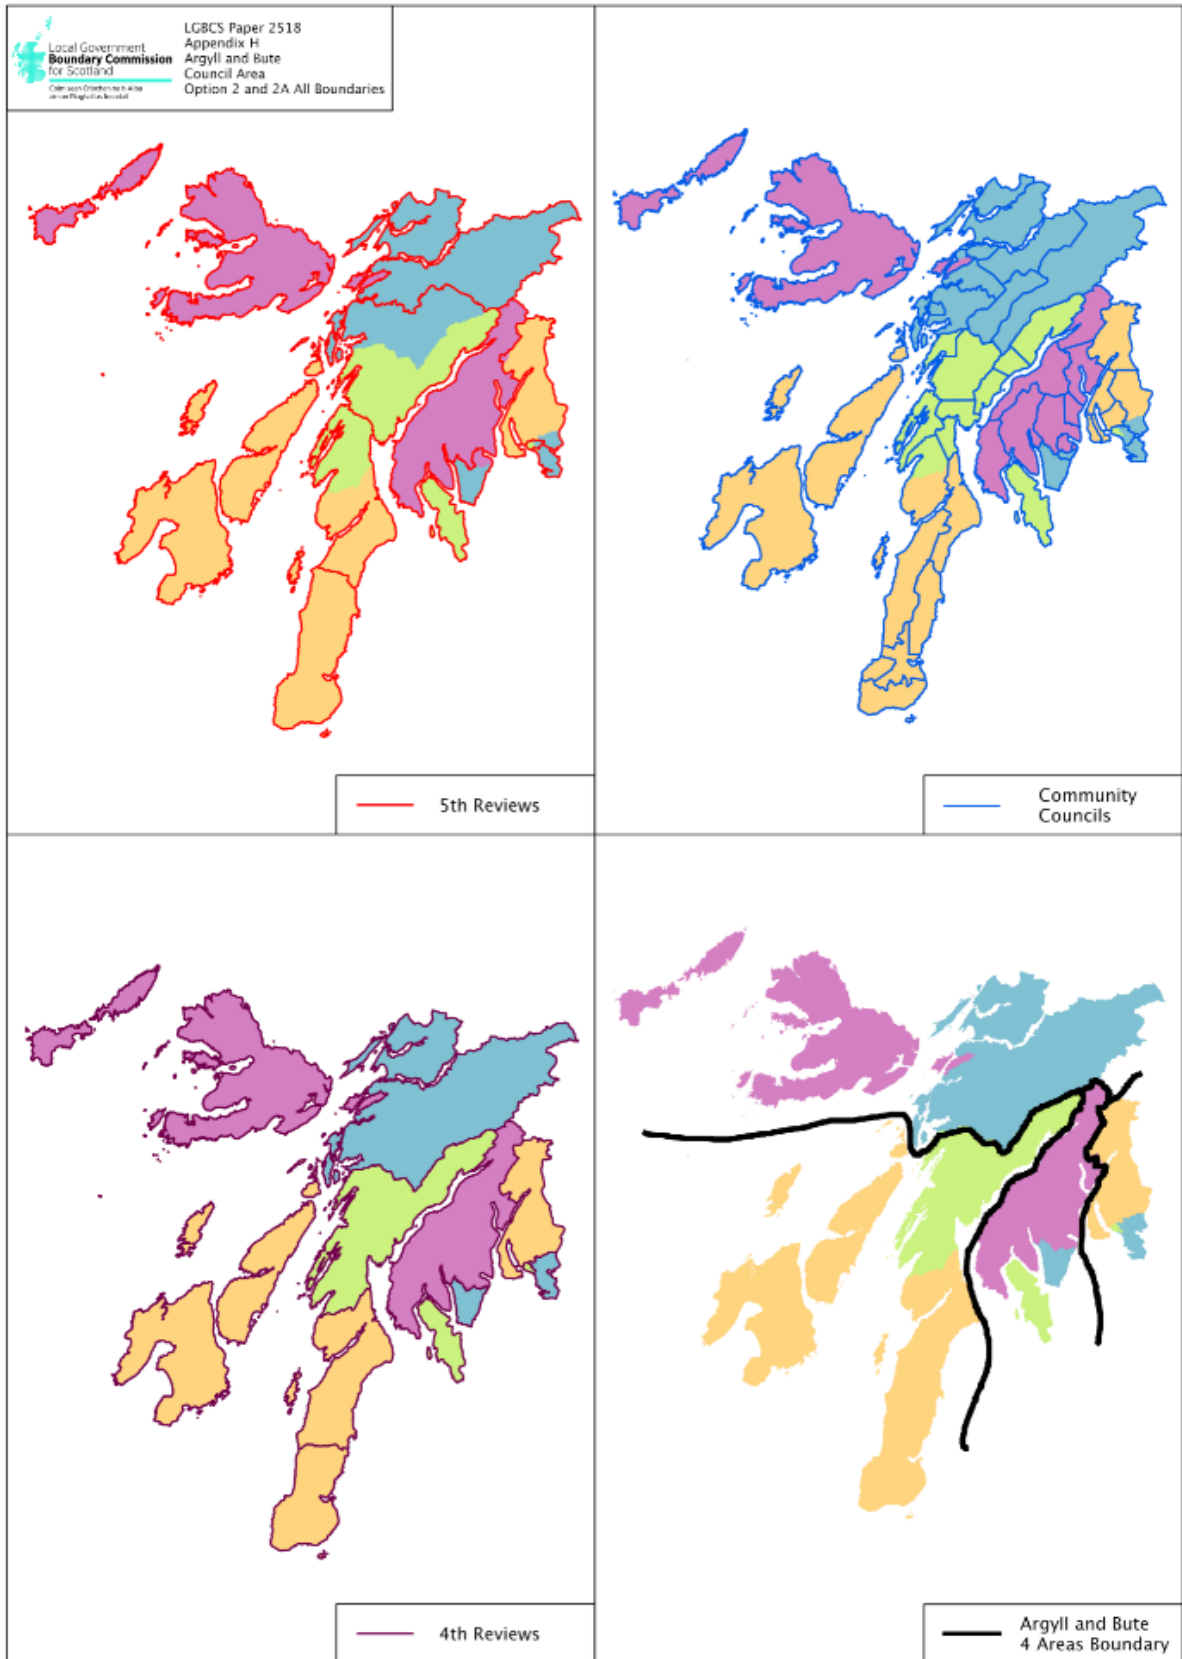 Local Government
Boundary Commission
for Scotland
LGBCS Paper 2518
Appendix H
Argyll and Bute
Council Area
Option 2 and 2A All Boundaries
5th Reviews
Community
Councils
4th Reviews
Argyll and Bute
4 Areas Boundary